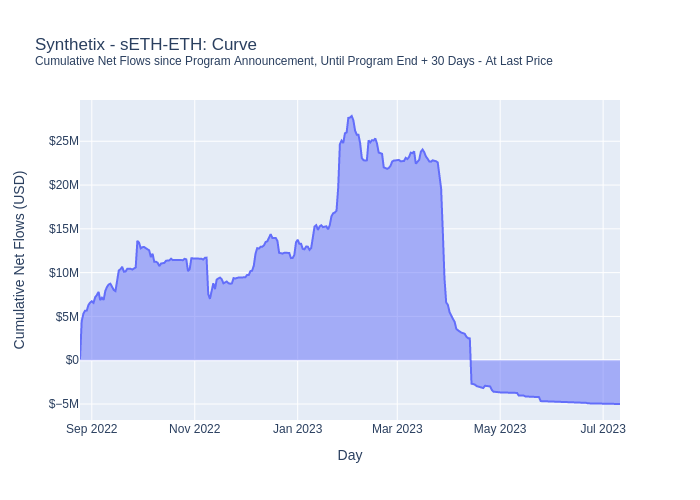 Synthetix - sETH-ETH: Curve
Cumulative Net Flows since Program Announcement, Until Program End + 30 Days - At Last Price
Cumulative Net Flows (USD)
$25M
$20M
$15M
$10M
$5M
$0
$−5M
Sep 2022 Nov 2022 Jan 2023 Mar 2023 May 2023 Jul 2023
Day